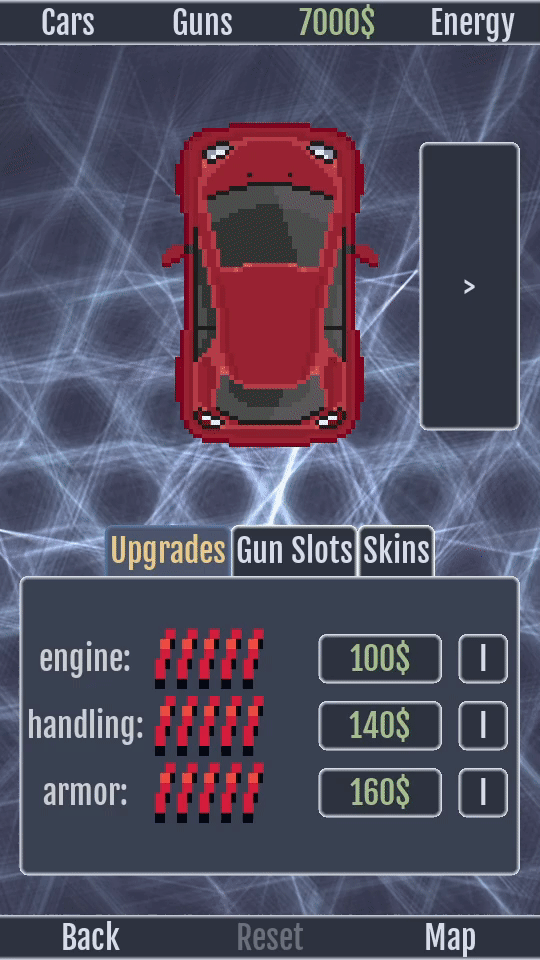 Cars Guns 7000$ Energy
>
Upgrades Gun Slots Skins
engine: 100$ I
handling: 140$ I
armor: 160$ I
Back Reset Map